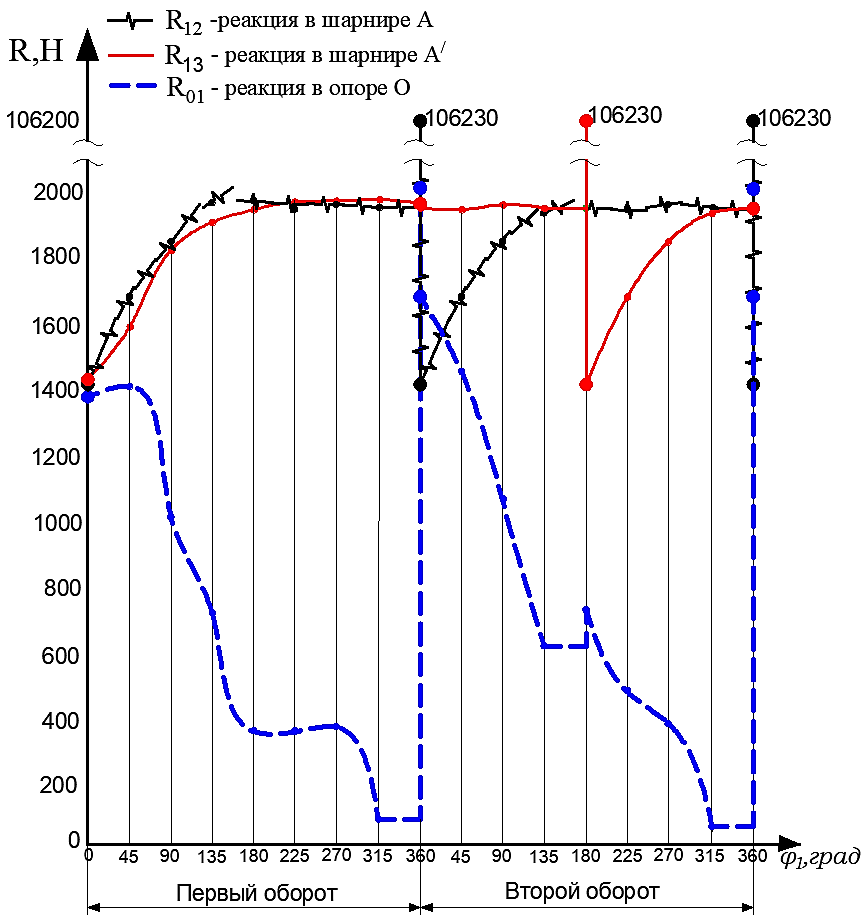 R12 -реакция в шарнире А
R13 - реакция в шарнире А/
R01 - реакция в опоре О
R,Н
106200
106230
106230
106230
2000
1800
1600
1400
1200
1000
800
600
400
200
0
0 45 90 135 180 225 270 315 360 45 90 135 180 225 270 315 360 φ1,град
Первый оборот
Второй оборот